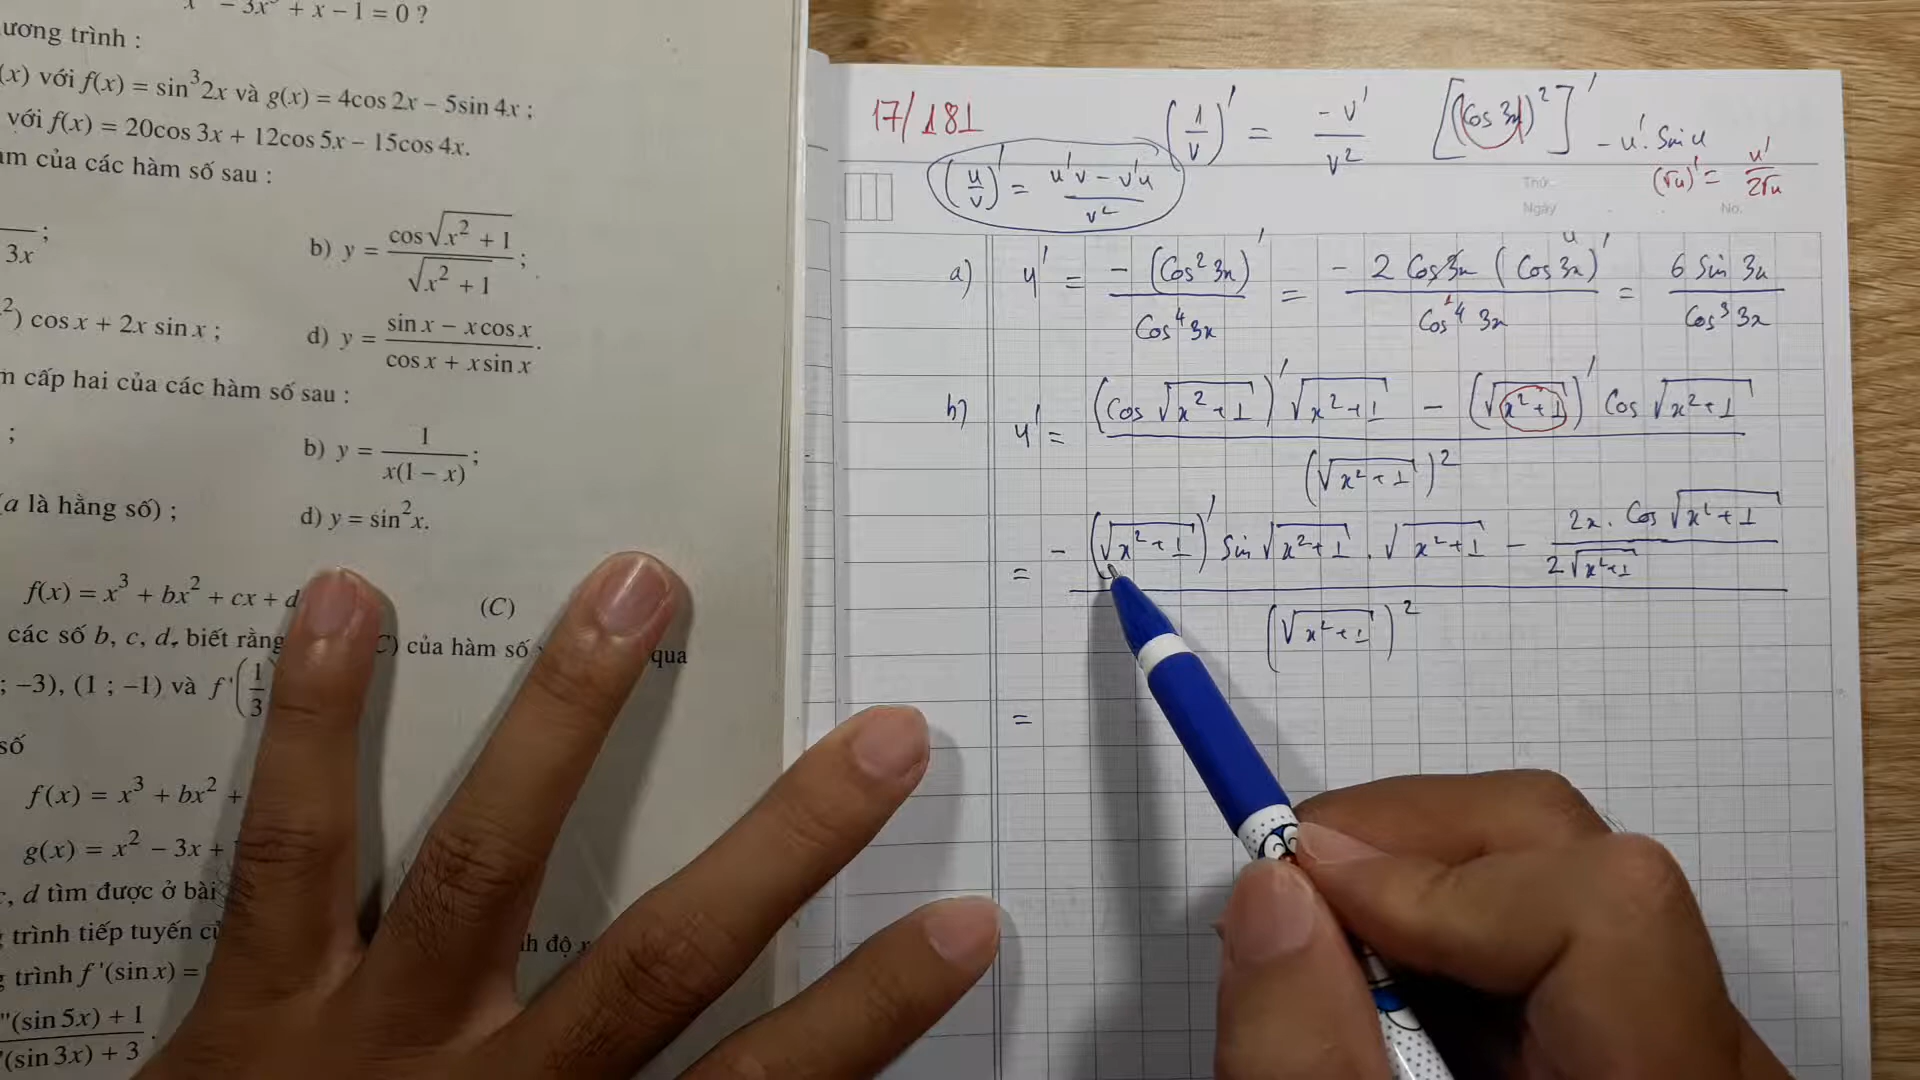 - 3x + x - 1 = 0 ?
ương trình :
(x) với f(x) = sin³2x và g(x) = 4cos 2x - 5sin 4x ;
với f(x) = 20cos 3x + 12cos 5x - 15cos 4x.
àm của các hàm số sau :
3x ;
b) y = cos√(x² + 1) / √(x² + 1) ;
²) cos x + 2x sin x ;
d) y = (sin x - x cos x) / (cos x + x sin x) .
m cấp hai của các hàm số sau :
;
b) y = 1 / x(1 - x) ;
(a là hằng số) ;
d) y = sin²x.
f(x) = x³ + bx² + cx + d
(C)
các số b, c, d, biết rằng
C) của hàm số
qua
; -3), (1 ; -1) và f'(1/3
số
f(x) = x³ + bx² +
g(x) = x² - 3x +
c, d tìm được ở bài
g trình tiếp tuyến củ
nh độ x
g trình f'(sin x) =
"(sin 5x) + 1
'(sin 3x) + 3 .
17/181
(1/v)' = -v' / v²
[(cos 3x)²]'
- u'. Sin u
(u/v)' = (u'v - v'u) / v²
(√u)' = u' / 2√u
Thứ
Ngày
No.
a) y' = - (Cos² 3x)' / Cos⁴ 3x = - 2 Cos 3x (Cos 3x)' / Cos⁴ 3x = 6 Sin 3x / Cos³ 3x
u
b) y' = (Cos √(x² + 1))' √(x² + 1) - (√(x² + 1))' Cos √(x² + 1) / (√(x² + 1))²
= - (√(x² + 1))' Sin √(x² + 1) . √(x² + 1) - 2x . Cos √(x² + 1) / 2√(x² + 1) / (√(x² + 1))²
=